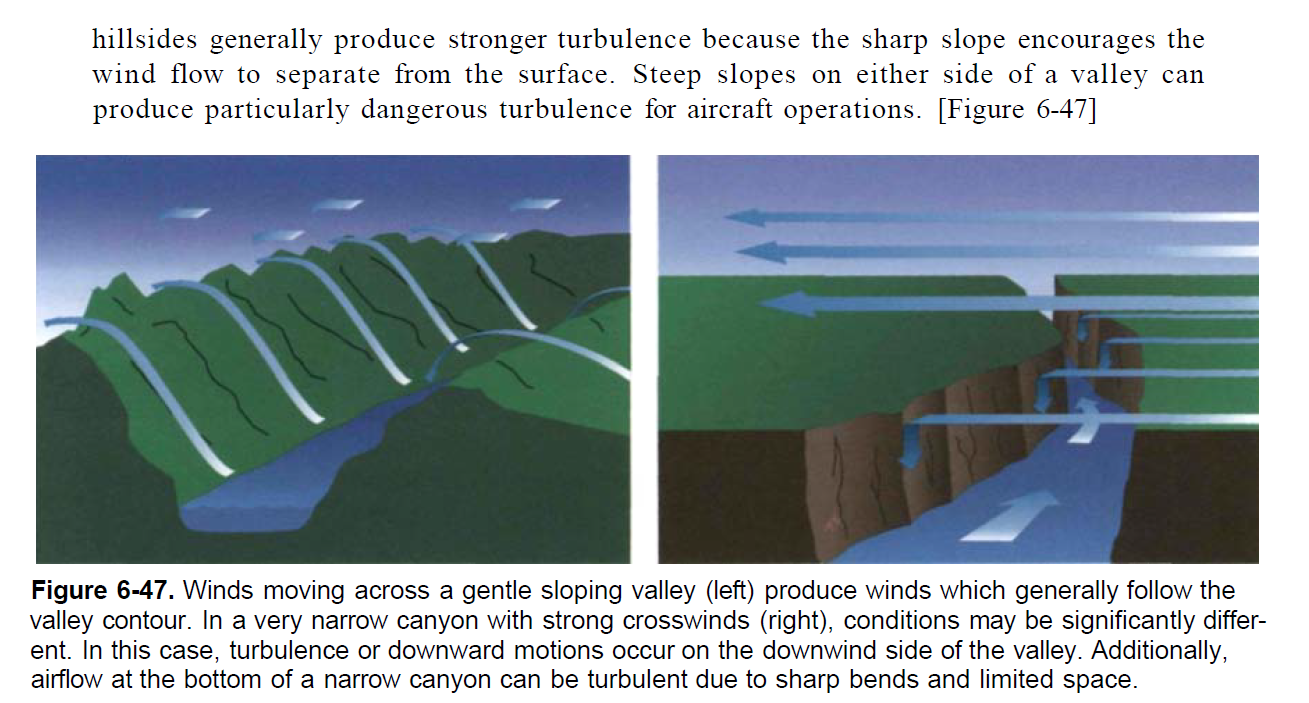 hillsides generally produce stronger turbulence because the sharp slope encourages the
wind flow to separate from the surface. Steep slopes on either side of a valley can
produce particularly dangerous turbulence for aircraft operations. [Figure 6-47]
Figure 6-47. Winds moving across a gentle sloping valley (left) produce winds which generally follow the
valley contour. In a very narrow canyon with strong crosswinds (right), conditions may be significantly differ-
ent. In this case, turbulence or downward motions occur on the downwind side of the valley. Additionally,
airflow at the bottom of a narrow canyon can be turbulent due to sharp bends and limited space.